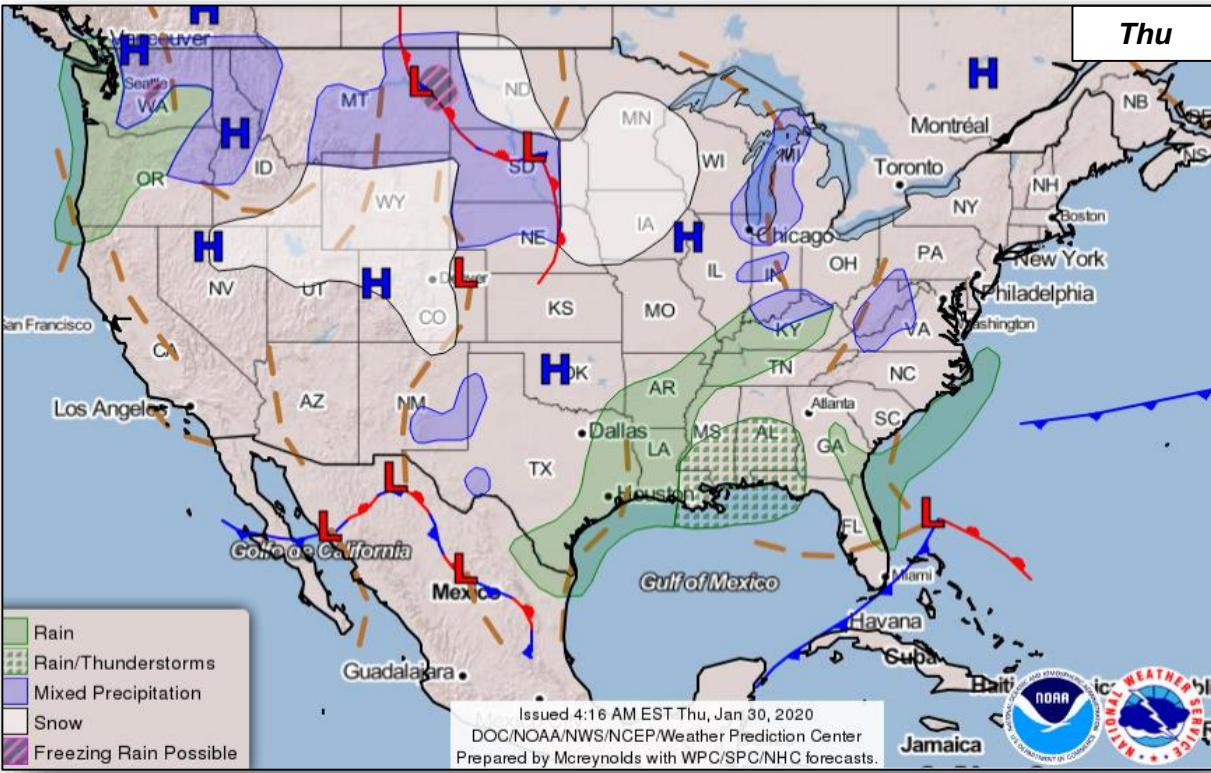 Thu
H
Vancouver
H
H
Seattle
WA
MT
L
ND
MN
Montréal
NB
NS
H
ID
OR
WY
L
SD
WI
MI
Toronto
NH
Boston
NY
IA
NE
H
H
Chicago
PA
New York
NV
UT
H
Denver
L
IL
IN
OH
Philadelphia
CO
KS
MO
KY
VA
Washington
San Francisco
CA
H
OK
TN
NC
Los Angeles
AZ
NM
AR
Atlanta
SC
Dallas
MS
AL
GA
TX
LA
L
Houston
L
L
FL
Golfo de California
L
Mexico
Gulf of Mexico
Miami
Havana
Cuba
Guadalajara
Haiti
Jamaica
Rain
Rain/Thunderstorms
Mixed Precipitation
Snow
Freezing Rain Possible
Issued 4:16 AM EST Thu, Jan 30, 2020
DOC/NOAA/NWS/NCEP/Weather Prediction Center
Prepared by Mcreynolds with WPC/SPC/NHC forecasts.
NOAA
NATIONAL WEATHER SERVICE